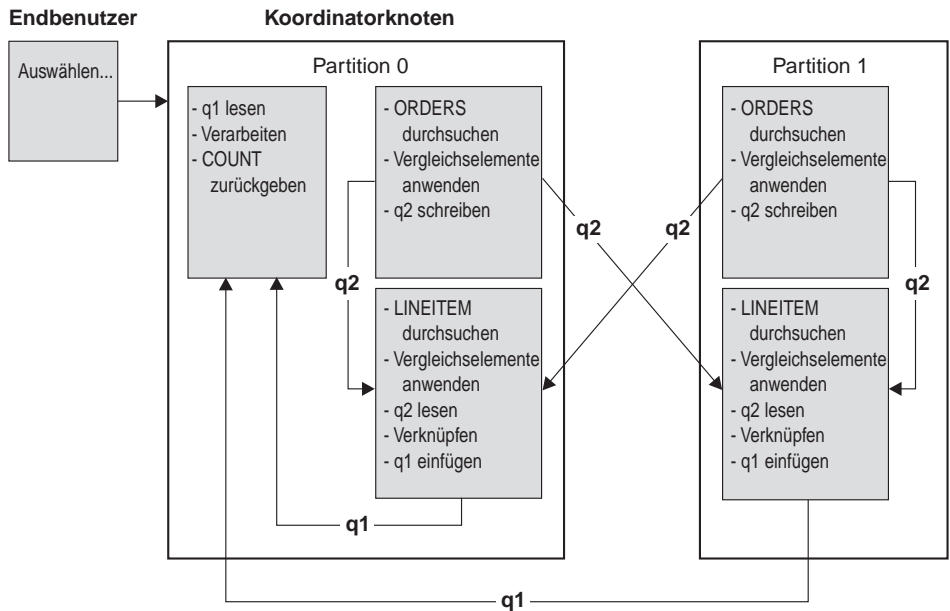 Endbenutzer
Koordinatorknoten
Auswählen...
Partition 0
- q1 lesen
- Verarbeiten
- COUNT
zurückgeben
- ORDERS
durchsuchen
- Vergleichselemente
anwenden
- q2 schreiben
q2
- LINEITEM
durchsuchen
- Vergleichselemente
anwenden
- q2 lesen
- Verknüpfen
- q1 einfügen
q1
q2
q2
Partition 1
- ORDERS
durchsuchen
- Vergleichselemente
anwenden
- q2 schreiben
q2
- LINEITEM
durchsuchen
- Vergleichselemente
anwenden
- q2 lesen
- Verknüpfen
- q1 einfügen
q1